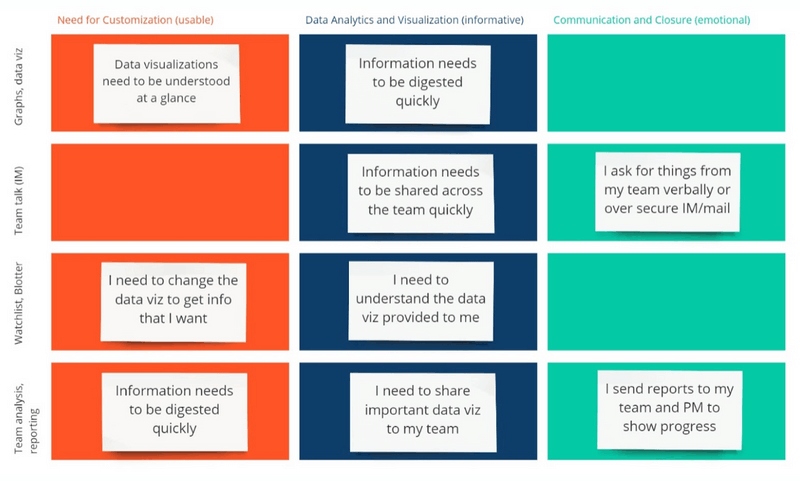 Need for Customization (usable)
Data Analytics and Visualization (informative)
Communication and Closure (emotional)
Graphs, data viz
Data visualizations
need to be understood
at a glance
Information needs
to be digested
quickly
Team talk (IM)
Information needs
to be shared across
the team quickly
I ask for things from
my team verbally or
over secure IM/mail
Watchlist, Blotter
I need to change the
data viz to get info
that I want
I need to
understand the data
viz provided to me
Team analysis,
reporting
Information needs
to be digested
quickly
I need to share
important data viz
to my team
I send reports to my
team and PM to
show progress